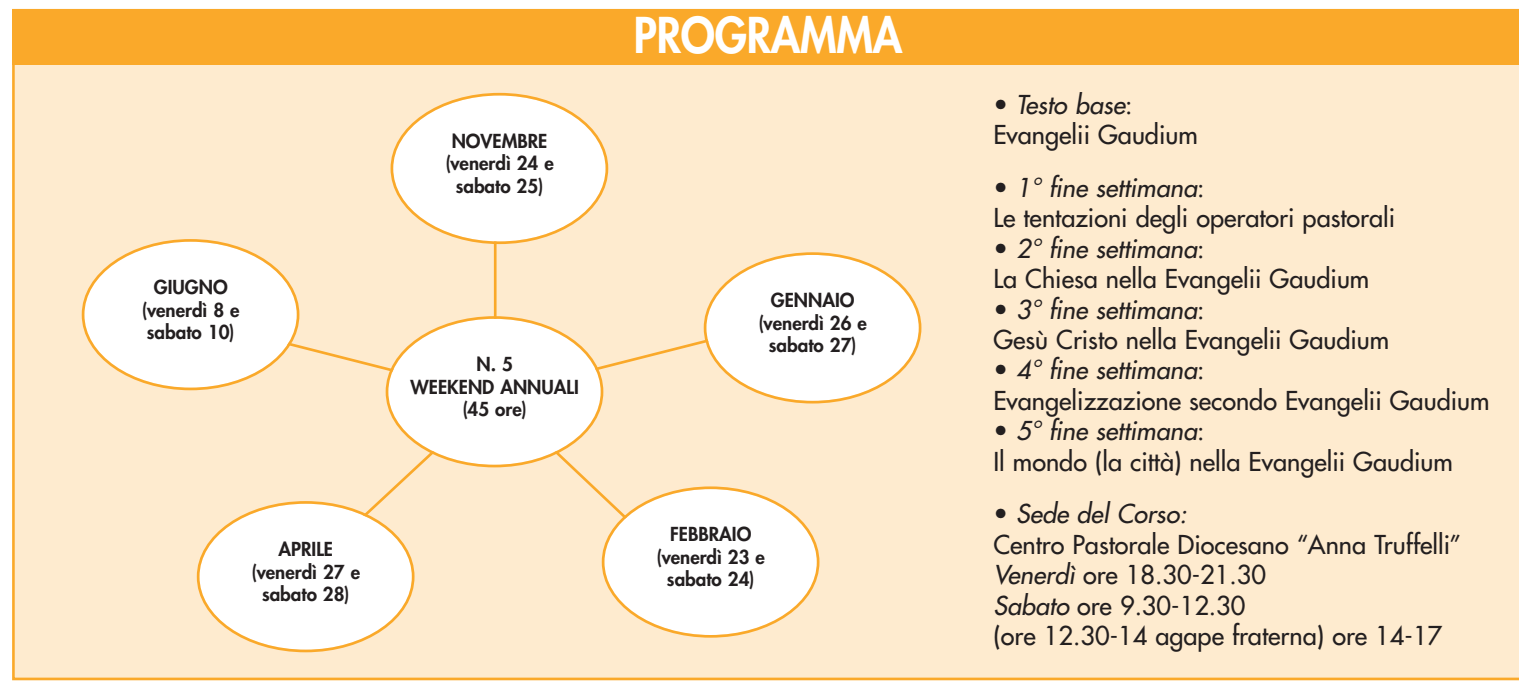 PROGRAMMA
NOVEMBRE
(venerdì 24 e
sabato 25)
GENNAIO
(venerdì 26 e
sabato 27)
FEBBRAIO
(venerdì 23 e
sabato 24)
APRILE
(venerdì 27 e
sabato 28)
GIUGNO
(venerdì 8 e
sabato 10)
N. 5
WEEKEND ANNUALI
(45 ore)
• Testo base:
Evangelii Gaudium
• 1° fine settimana:
Le tentazioni degli operatori pastorali
• 2° fine settimana:
La Chiesa nella Evangelii Gaudium
• 3° fine settimana:
Gesù Cristo nella Evangelii Gaudium
• 4° fine settimana:
Evangelizzazione secondo Evangelii Gaudium
• 5° fine settimana:
Il mondo (la città) nella Evangelii Gaudium
• Sede del Corso:
Centro Pastorale Diocesano “Anna Truffelli”
Venerdì ore 18.30-21.30
Sabato ore 9.30-12.30
(ore 12.30-14 agape fraterna) ore 14-17